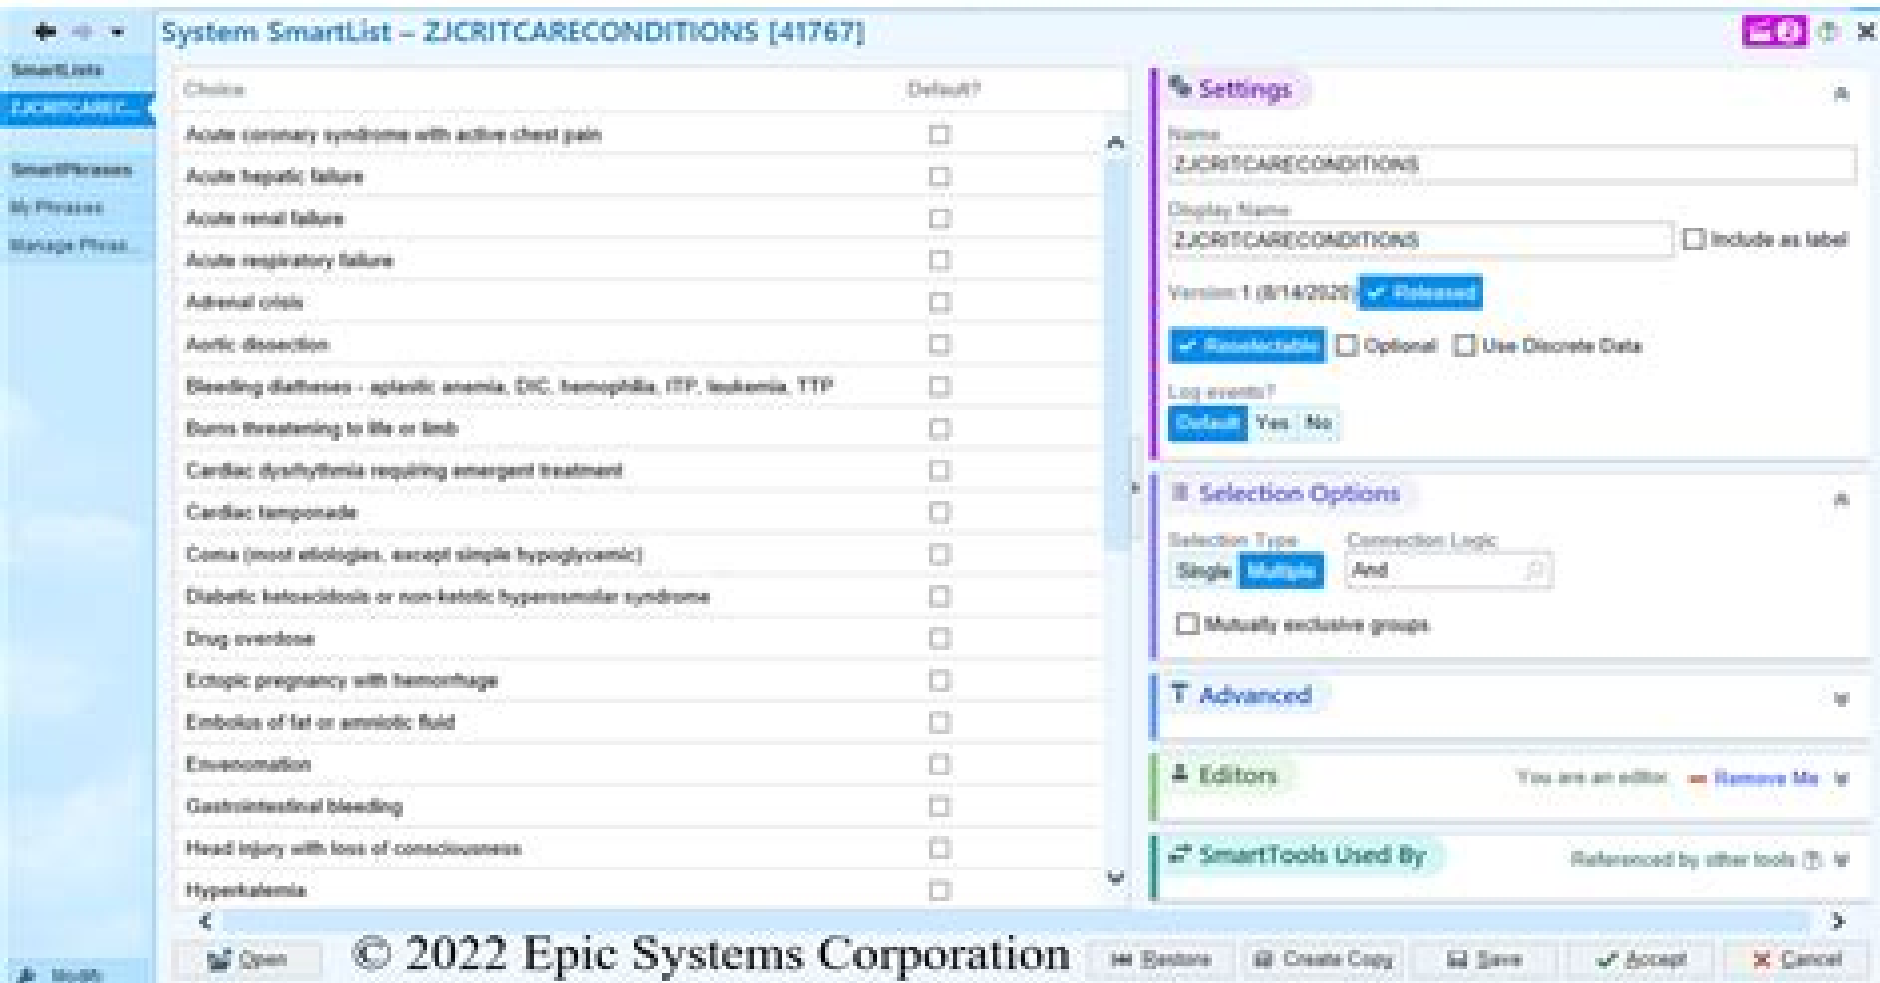 System SmartList – ZJCRITCARECONDITIONS [41767]
SmartLists
ZJCRITCAREC...
SmartPhrases
My Phrases
Manage Phras...
Choice Default?
Acute coronary syndrome with active chest pain
Acute hepatic failure
Acute renal failure
Acute respiratory failure
Adrenal crisis
Aortic dissection
Bleeding diatheses - aplastic anemia, DIC, hemophilia, ITP, leukemia, TTP
Burns threatening to life or limb
Cardiac dysrhythmia requiring emergent treatment
Cardiac tamponade
Coma (most etiologies, except simple hypoglycemic)
Diabetic ketoacidosis or non-ketotic hyperosmolar syndrome
Drug overdose
Ectopic pregnancy with hemorrhage
Embolus of fat or amniotic fluid
Envenomation
Gastrointestinal bleeding
Head injury with loss of consciousness
Hyperkalemia
Settings
Name
ZJCRITCARECONDITIONS
Display Name
ZJCRITCARECONDITIONS Include as label
Version 1 (8/14/2020) Released
Reselectable Optional Use Discrete Data
Log events?
Default Yes No
Selection Options
Selection Type Connection Logic
Single Multiple And
Mutually exclusive groups
Advanced
Editors You are an editor. Remove Me
SmartTools Used By Referenced by other tools
Modify
Open © 2022 Epic Systems Corporation Restore Create Copy Save Accept Cancel